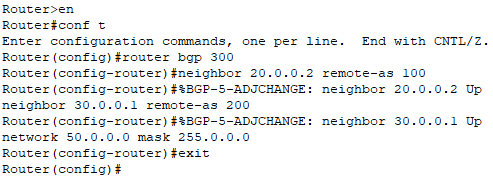 Router>en
Router#conf t
Enter configuration commands, one per line.  End with CNTL/Z.
Router(config)#router bgp 300
Router(config-router)#neighbor 20.0.0.2 remote-as 100
Router(config-router)#%BGP-5-ADJCHANGE: neighbor 20.0.0.2 Up
neighbor 30.0.0.1 remote-as 200
Router(config-router)#%BGP-5-ADJCHANGE: neighbor 30.0.0.1 Up
network 50.0.0.0 mask 255.0.0.0
Router(config-router)#exit
Router(config)#